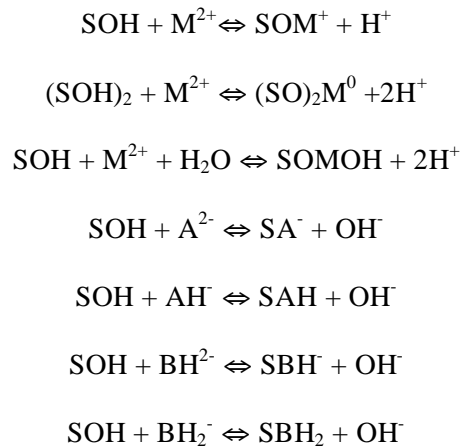 SOH + M²⁺⇔ SOM⁺ + H⁺
(SOH)₂ + M²⁺ ⇔ (SO)₂M⁰ +2H⁺
SOH + M²⁺ + H₂O ⇔ SOMOH + 2H⁺
SOH + A²⁻ ⇔ SA⁻ + OH⁻
SOH + AH⁻ ⇔ SAH + OH⁻
SOH + BH²⁻ ⇔ SBH⁻ + OH⁻
SOH + BH₂⁻ ⇔ SBH₂ + OH⁻